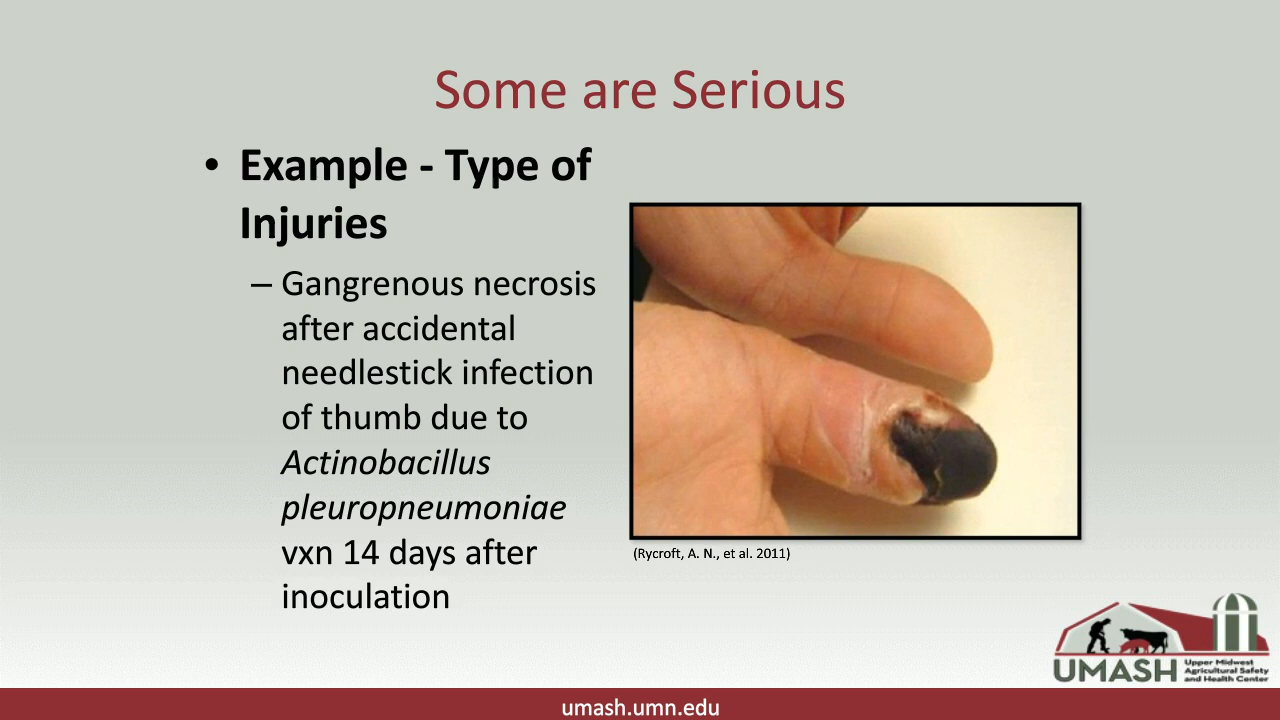 Some are Serious
• Example - Type of
Injuries
– Gangrenous necrosis
after accidental
needlestick infection
of thumb due to
Actinobacillus
pleuropneumoniae
vxn 14 days after
inoculation
(Rycroft, A. N., et al. 2011)
UMASH
Upper Midwest
Agricultural Safety
and Health Center
umash.umn.edu